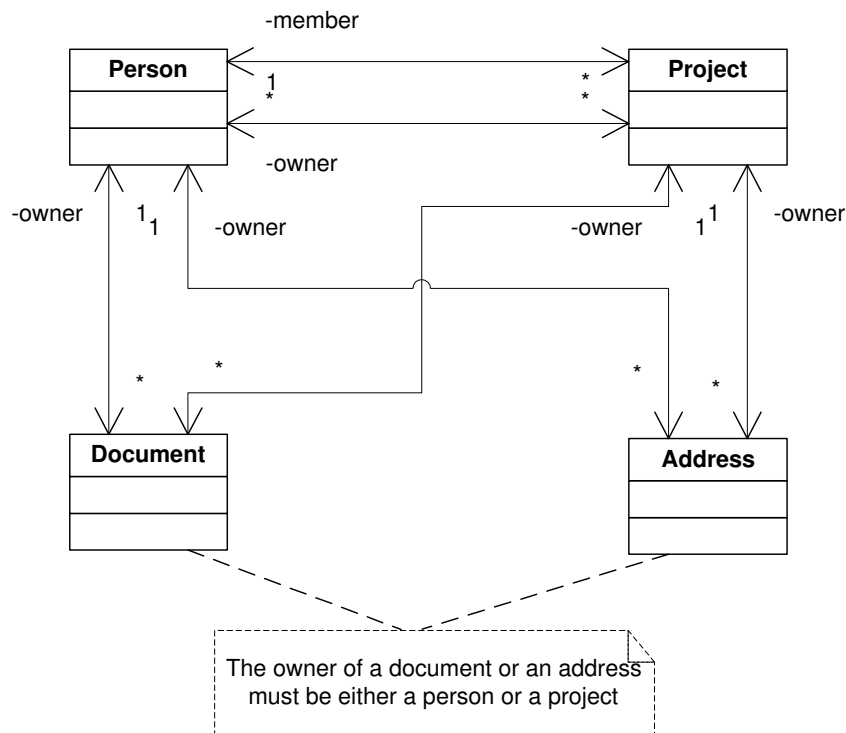 -member
Person
Project
1
*
*
*
-owner
-owner
1
1
-owner
-owner
1
1
-owner
*
*
*
*
Document
Address
The owner of a document or an address
must be either a person or a project